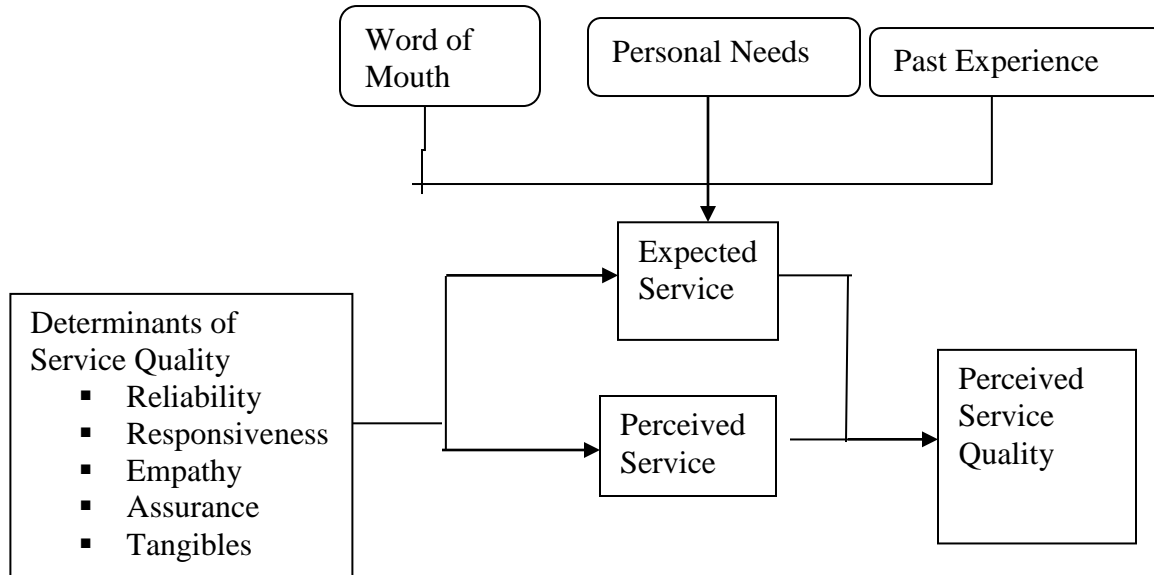 Word of
Mouth
Personal Needs
Past Experience
Expected
Service
Determinants of
Service Quality
▪ Reliability
▪ Responsiveness
▪ Empathy
▪ Assurance
▪ Tangibles
Perceived
Service
Perceived
Service
Quality